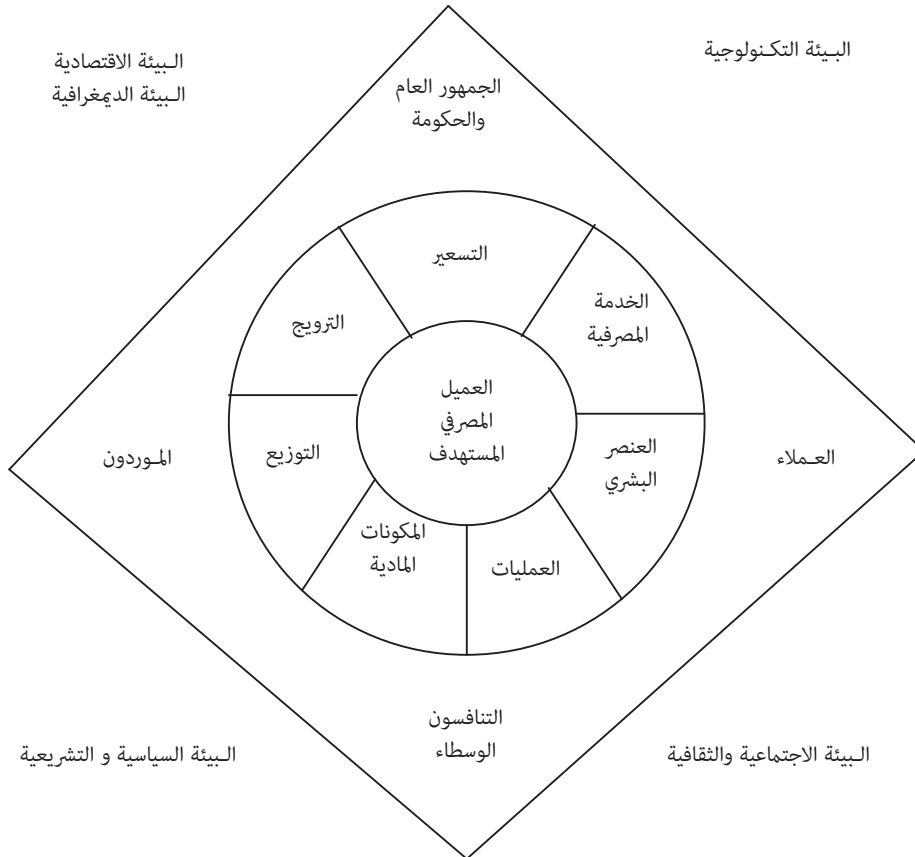 البيئة التكنولوجية
البيئة الاقتصادية
البيئة الديمغرافية
الجمهور العام
والحكومة
التسعير
الخدمة
المصرفية
الترويج
العميل
المصرفي
المستهدف
العملاء
العنصر
البشري
التوزيع
الموردون
المكونات
المادية
العمليات
التنافسون
الوسطاء
البيئة الاجتماعية والثقافية
البيئة السياسية و التشريعية